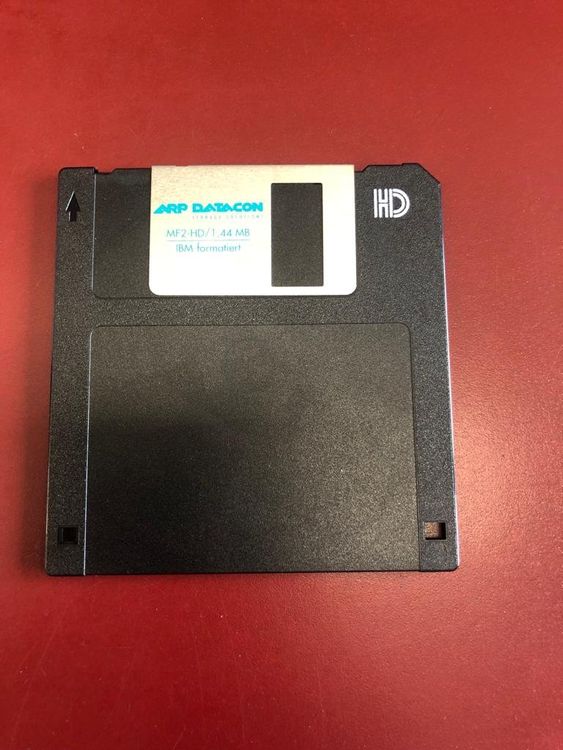 ARP DATACON
STORAGE SOLUTIONS
MF2-HD/1,44 MB
IBM formatiert
HD